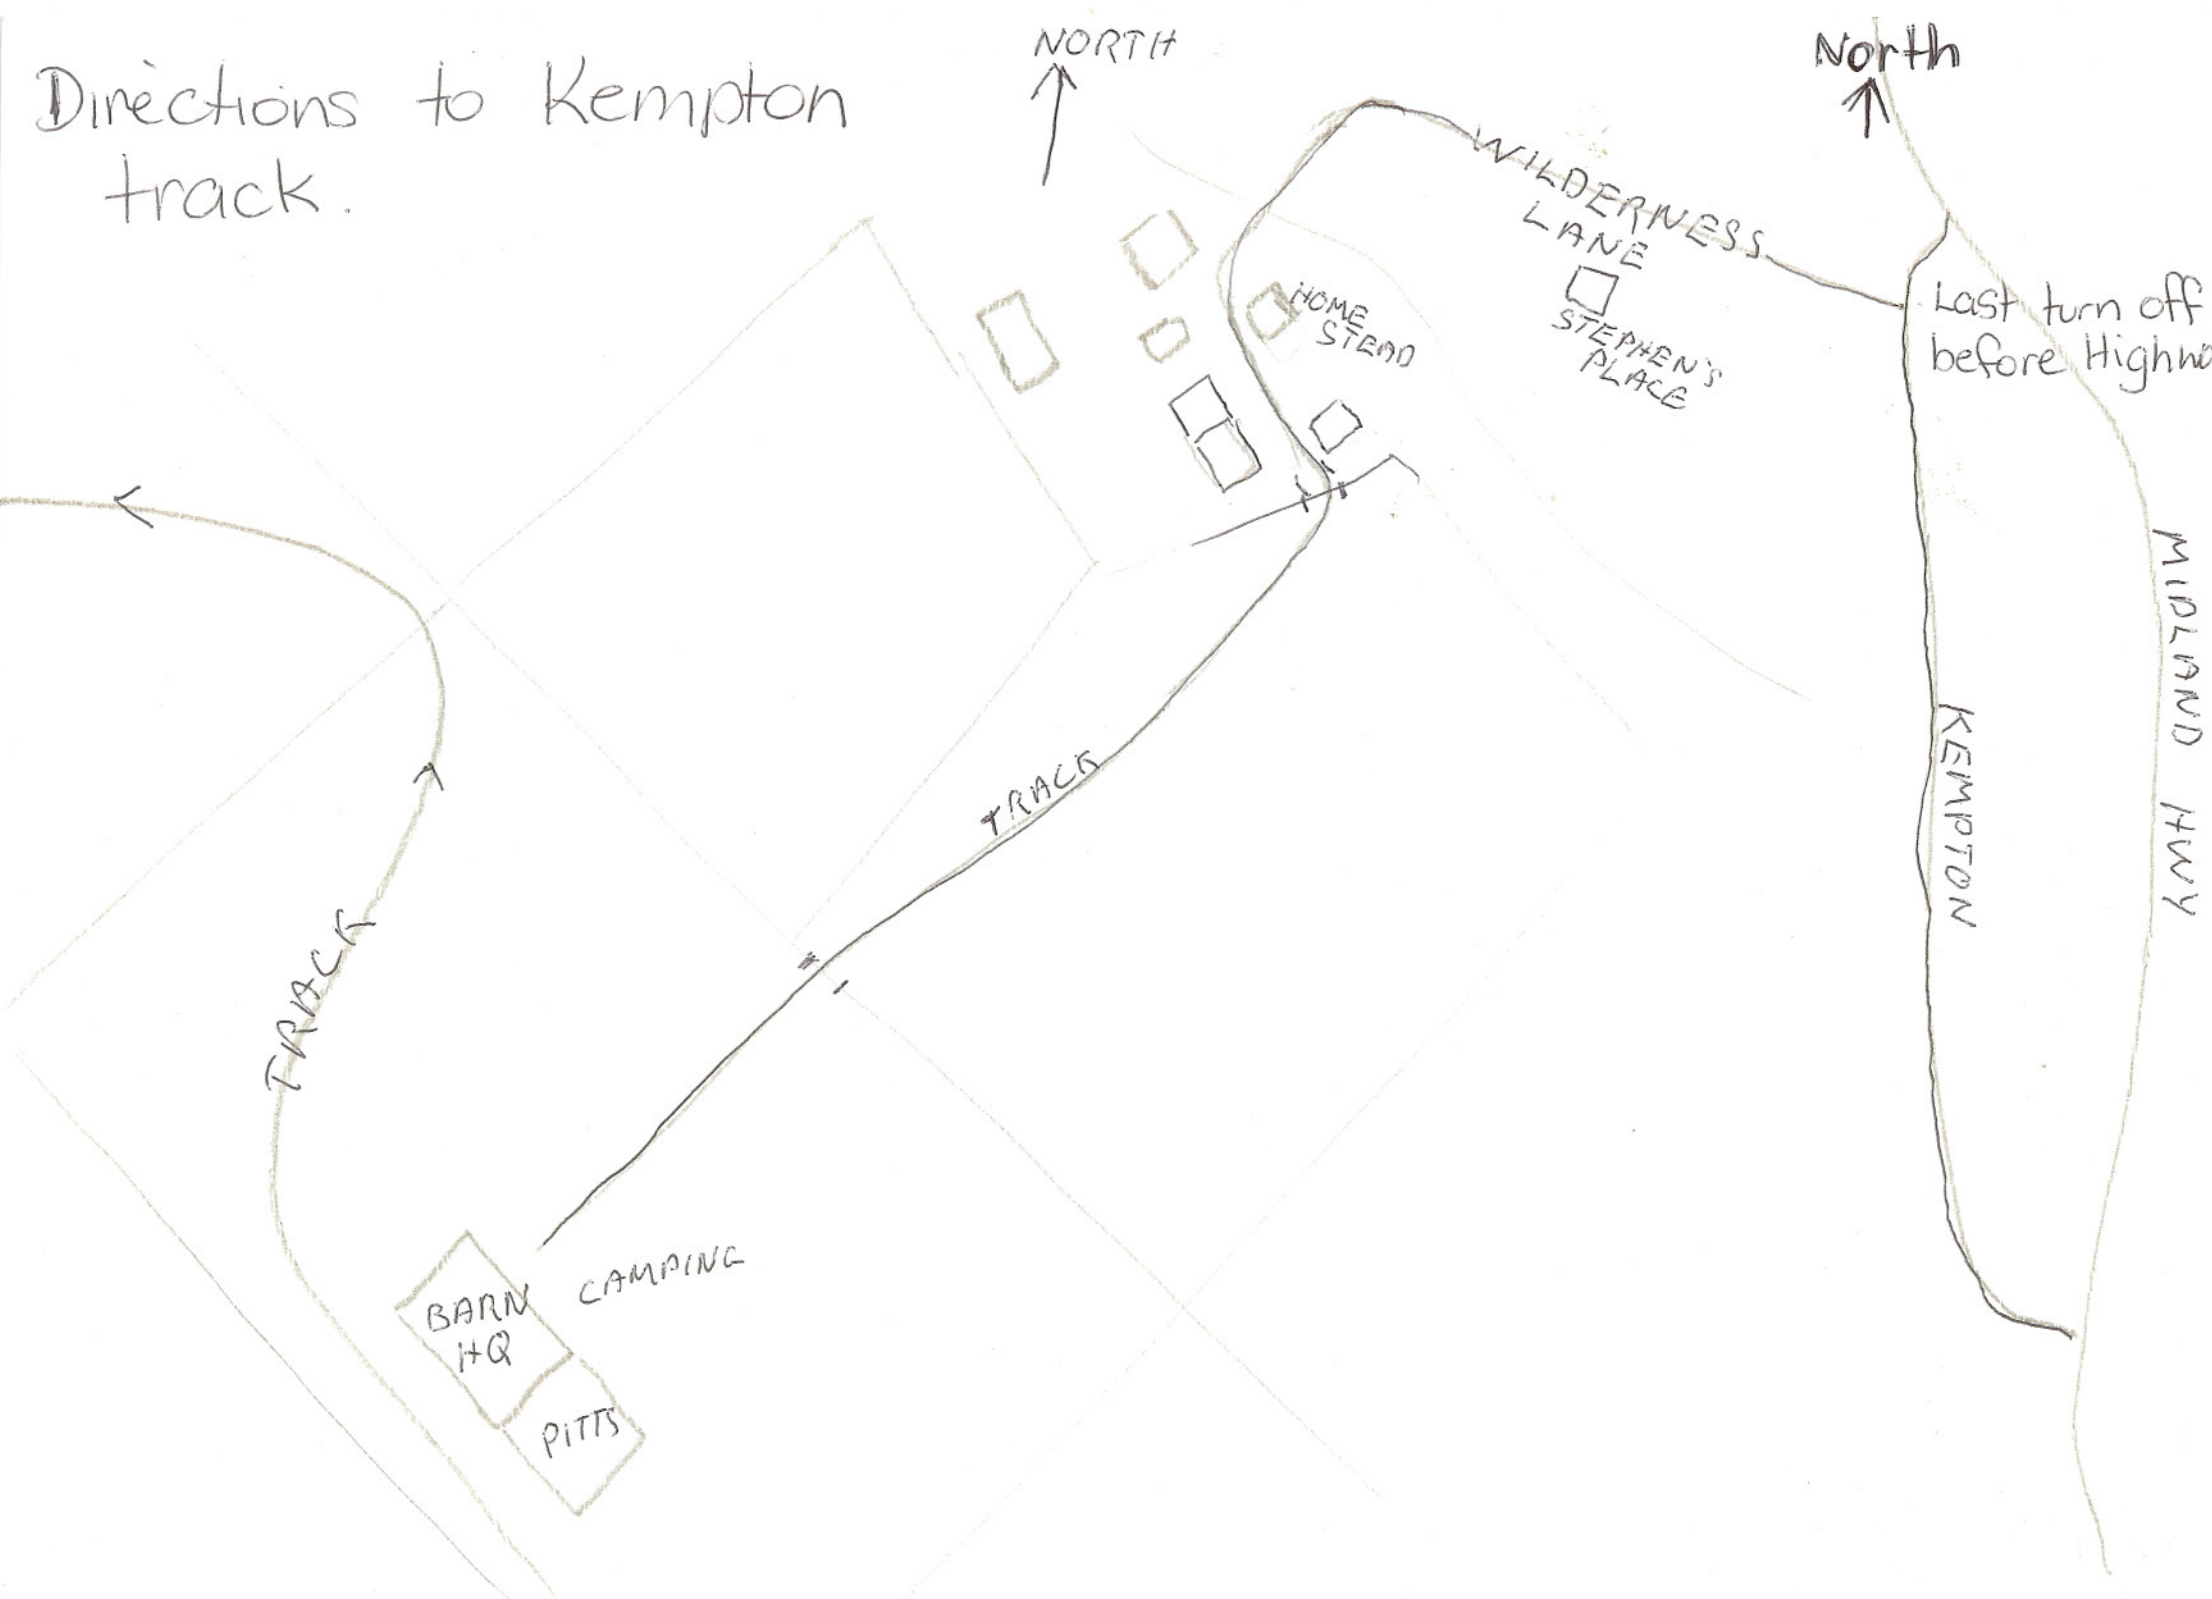 Directions to Kempton
track.
NORTH
North
WILDERNESS
LANE
HOME
STEAD
STEPHEN'S
PLACE
Last turn off
before Highwa
MIDLAND HWY
KEMPTON
TRACK
TRACK
BARN
HQ
CAMPING
PITTS